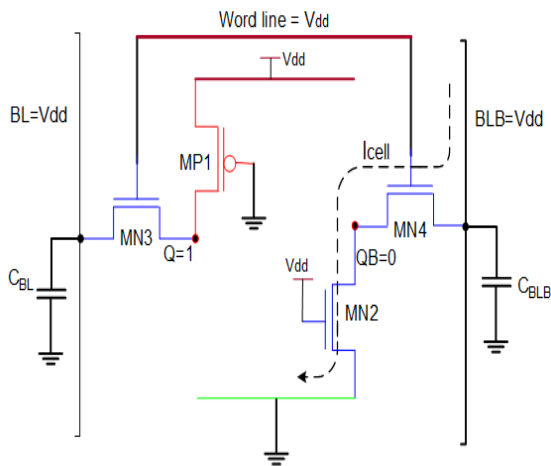 Word line = Vdd
Vdd
BL=Vdd
BLB=Vdd
Icell
MP1
MN3
Q=1
MN4
QB=0
Vdd
MN2
CBL
CBLB